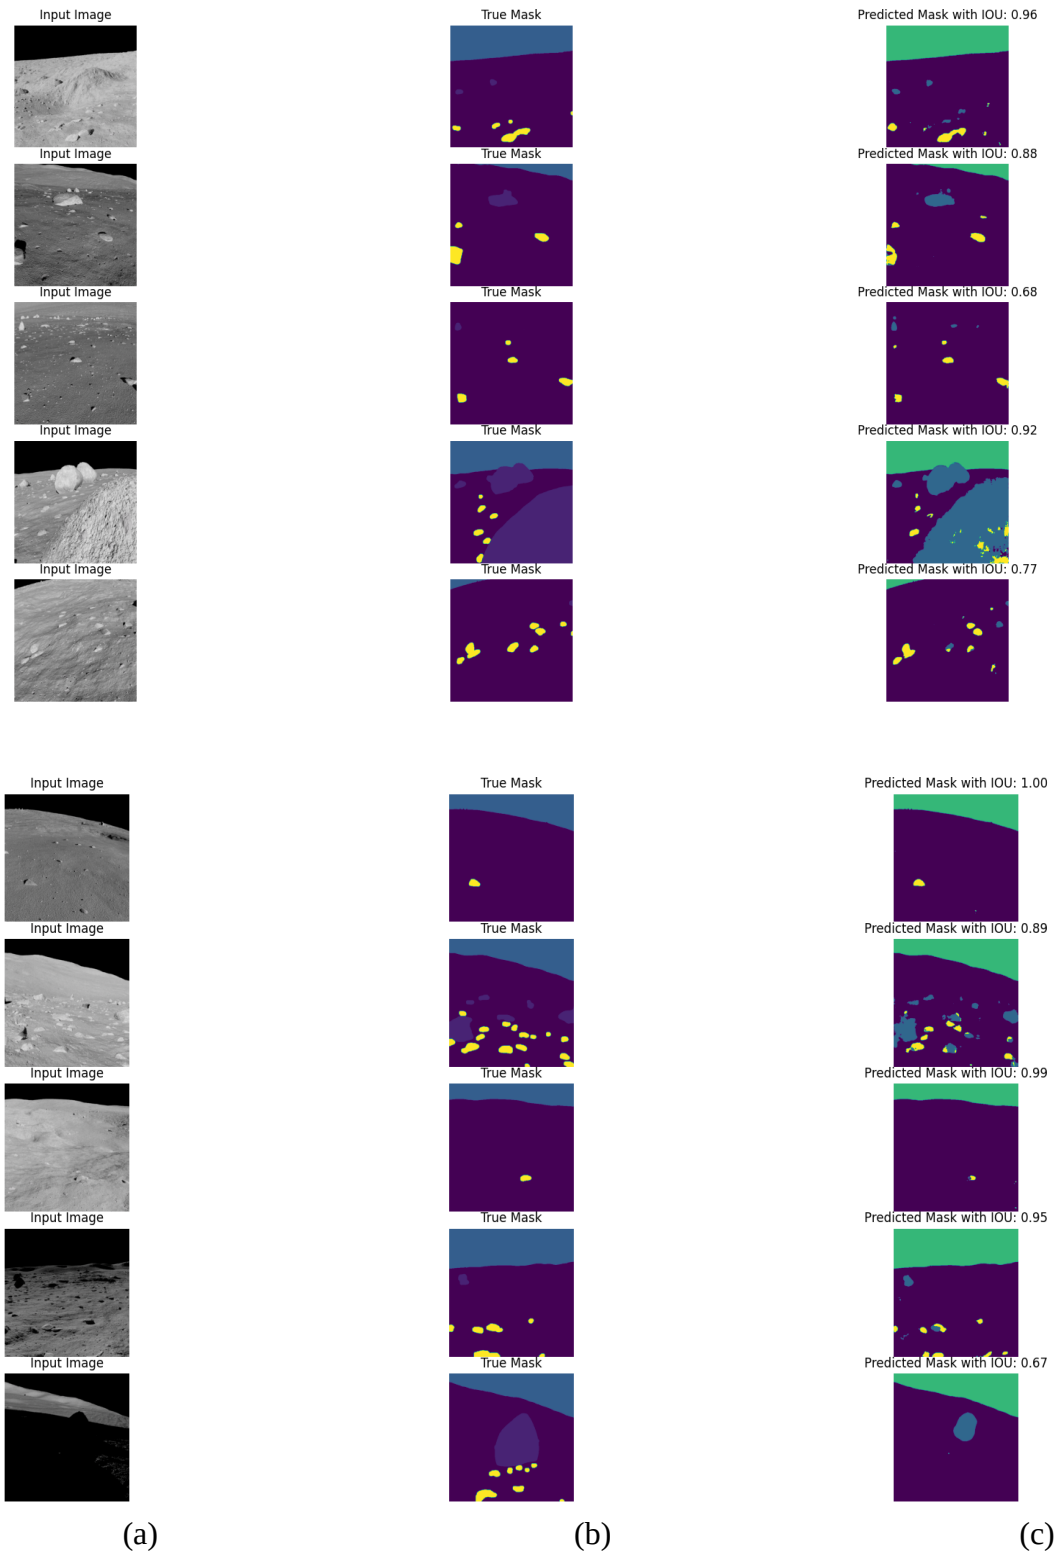 Input Image True Mask Predicted Mask with IOU: 0.96
Input Image True Mask Predicted Mask with IOU: 0.88
Input Image True Mask Predicted Mask with IOU: 0.68
Input Image True Mask Predicted Mask with IOU: 0.92
Input Image True Mask Predicted Mask with IOU: 0.77
Input Image True Mask Predicted Mask with IOU: 1.00
Input Image True Mask Predicted Mask with IOU: 0.89
Input Image True Mask Predicted Mask with IOU: 0.99
Input Image True Mask Predicted Mask with IOU: 0.95
Input Image True Mask Predicted Mask with IOU: 0.67
(a) (b) (c)